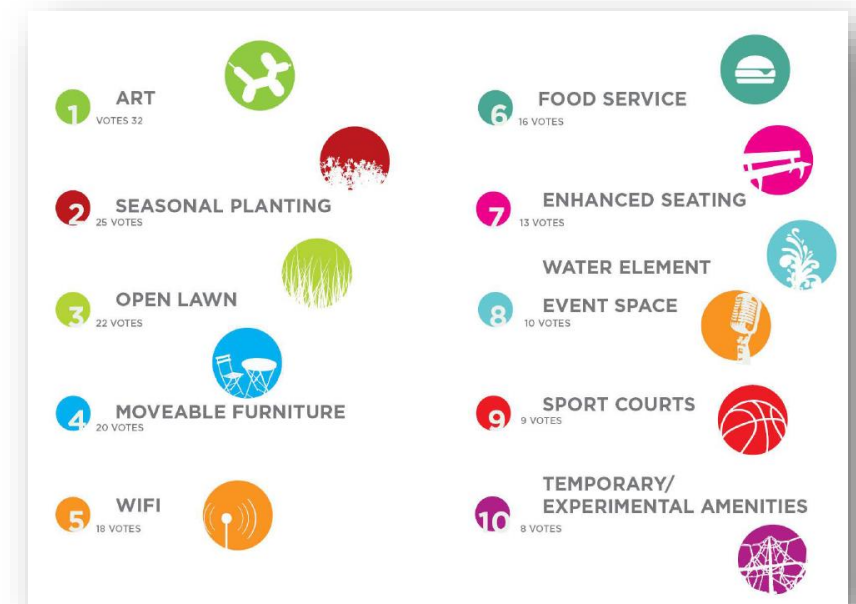 1 ART
VOTES 32
2 SEASONAL PLANTING
25 VOTES
3 OPEN LAWN
22 VOTES
4 MOVEABLE FURNITURE
20 VOTES
5 WIFI
18 VOTES
6 FOOD SERVICE
16 VOTES
7 ENHANCED SEATING
13 VOTES
WATER ELEMENT
8 EVENT SPACE
10 VOTES
9 SPORT COURTS
9 VOTES
TEMPORARY/
10 EXPERIMENTAL AMENITIES
8 VOTES